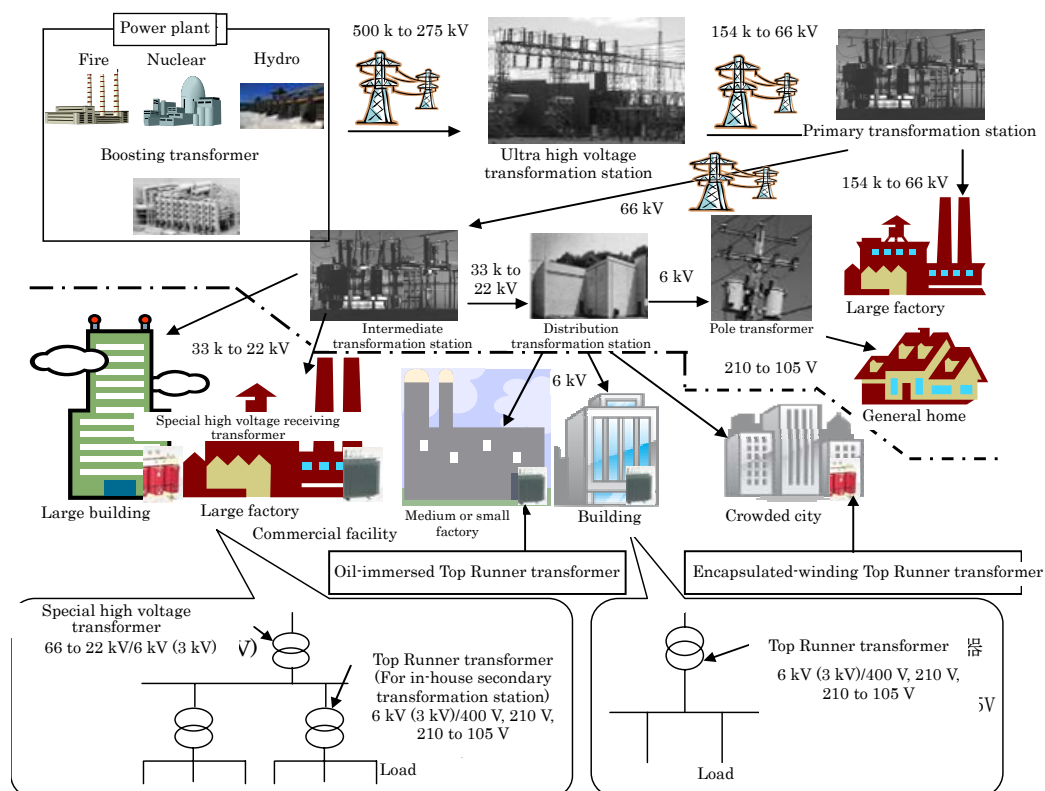 Power plant
Fire
Nuclear
Hydro
Boosting transformer
500 k to 275 kV
Ultra high voltage
transformation station
154 k to 66 kV
Primary transformation station
66 kV
154 k to 66 kV
Large factory
Intermediate
transformation station
33 k to
22 kV
Distribution
transformation station
6 kV
Pole transformer
210 to 105 V
General home
33 k to 22 kV
Special high voltage receiving
transformer
Large building
Large factory
Commercial facility
6 kV
Medium or small
factory
Building
Crowded city
Oil-immersed Top Runner transformer
Encapsulated-winding Top Runner transformer
Special high voltage
transformer
66 to 22 kV/6 kV (3 kV)
V)
Top Runner transformer
(For in-house secondary
transformation station)
6 kV (3 kV)/400 V, 210 V,
210 to 105 V
Load
Top Runner transformer
器
6 kV (3 kV)/400 V, 210 V,
210 to 105 V
5V
Load